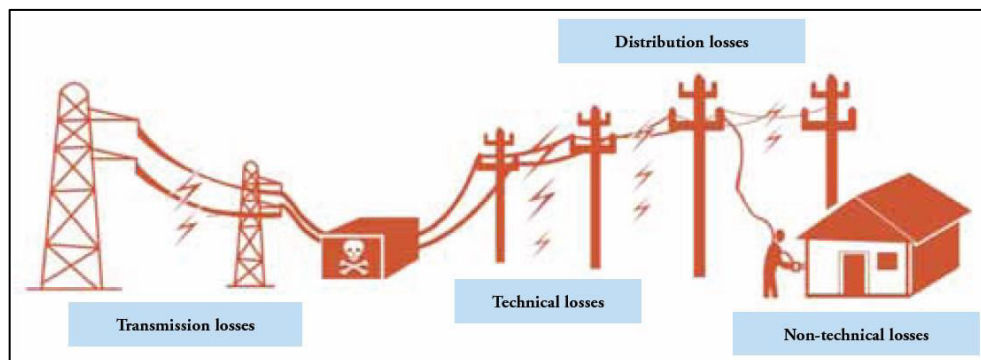 Distribution losses
Technical losses
Transmission losses
Non-technical losses